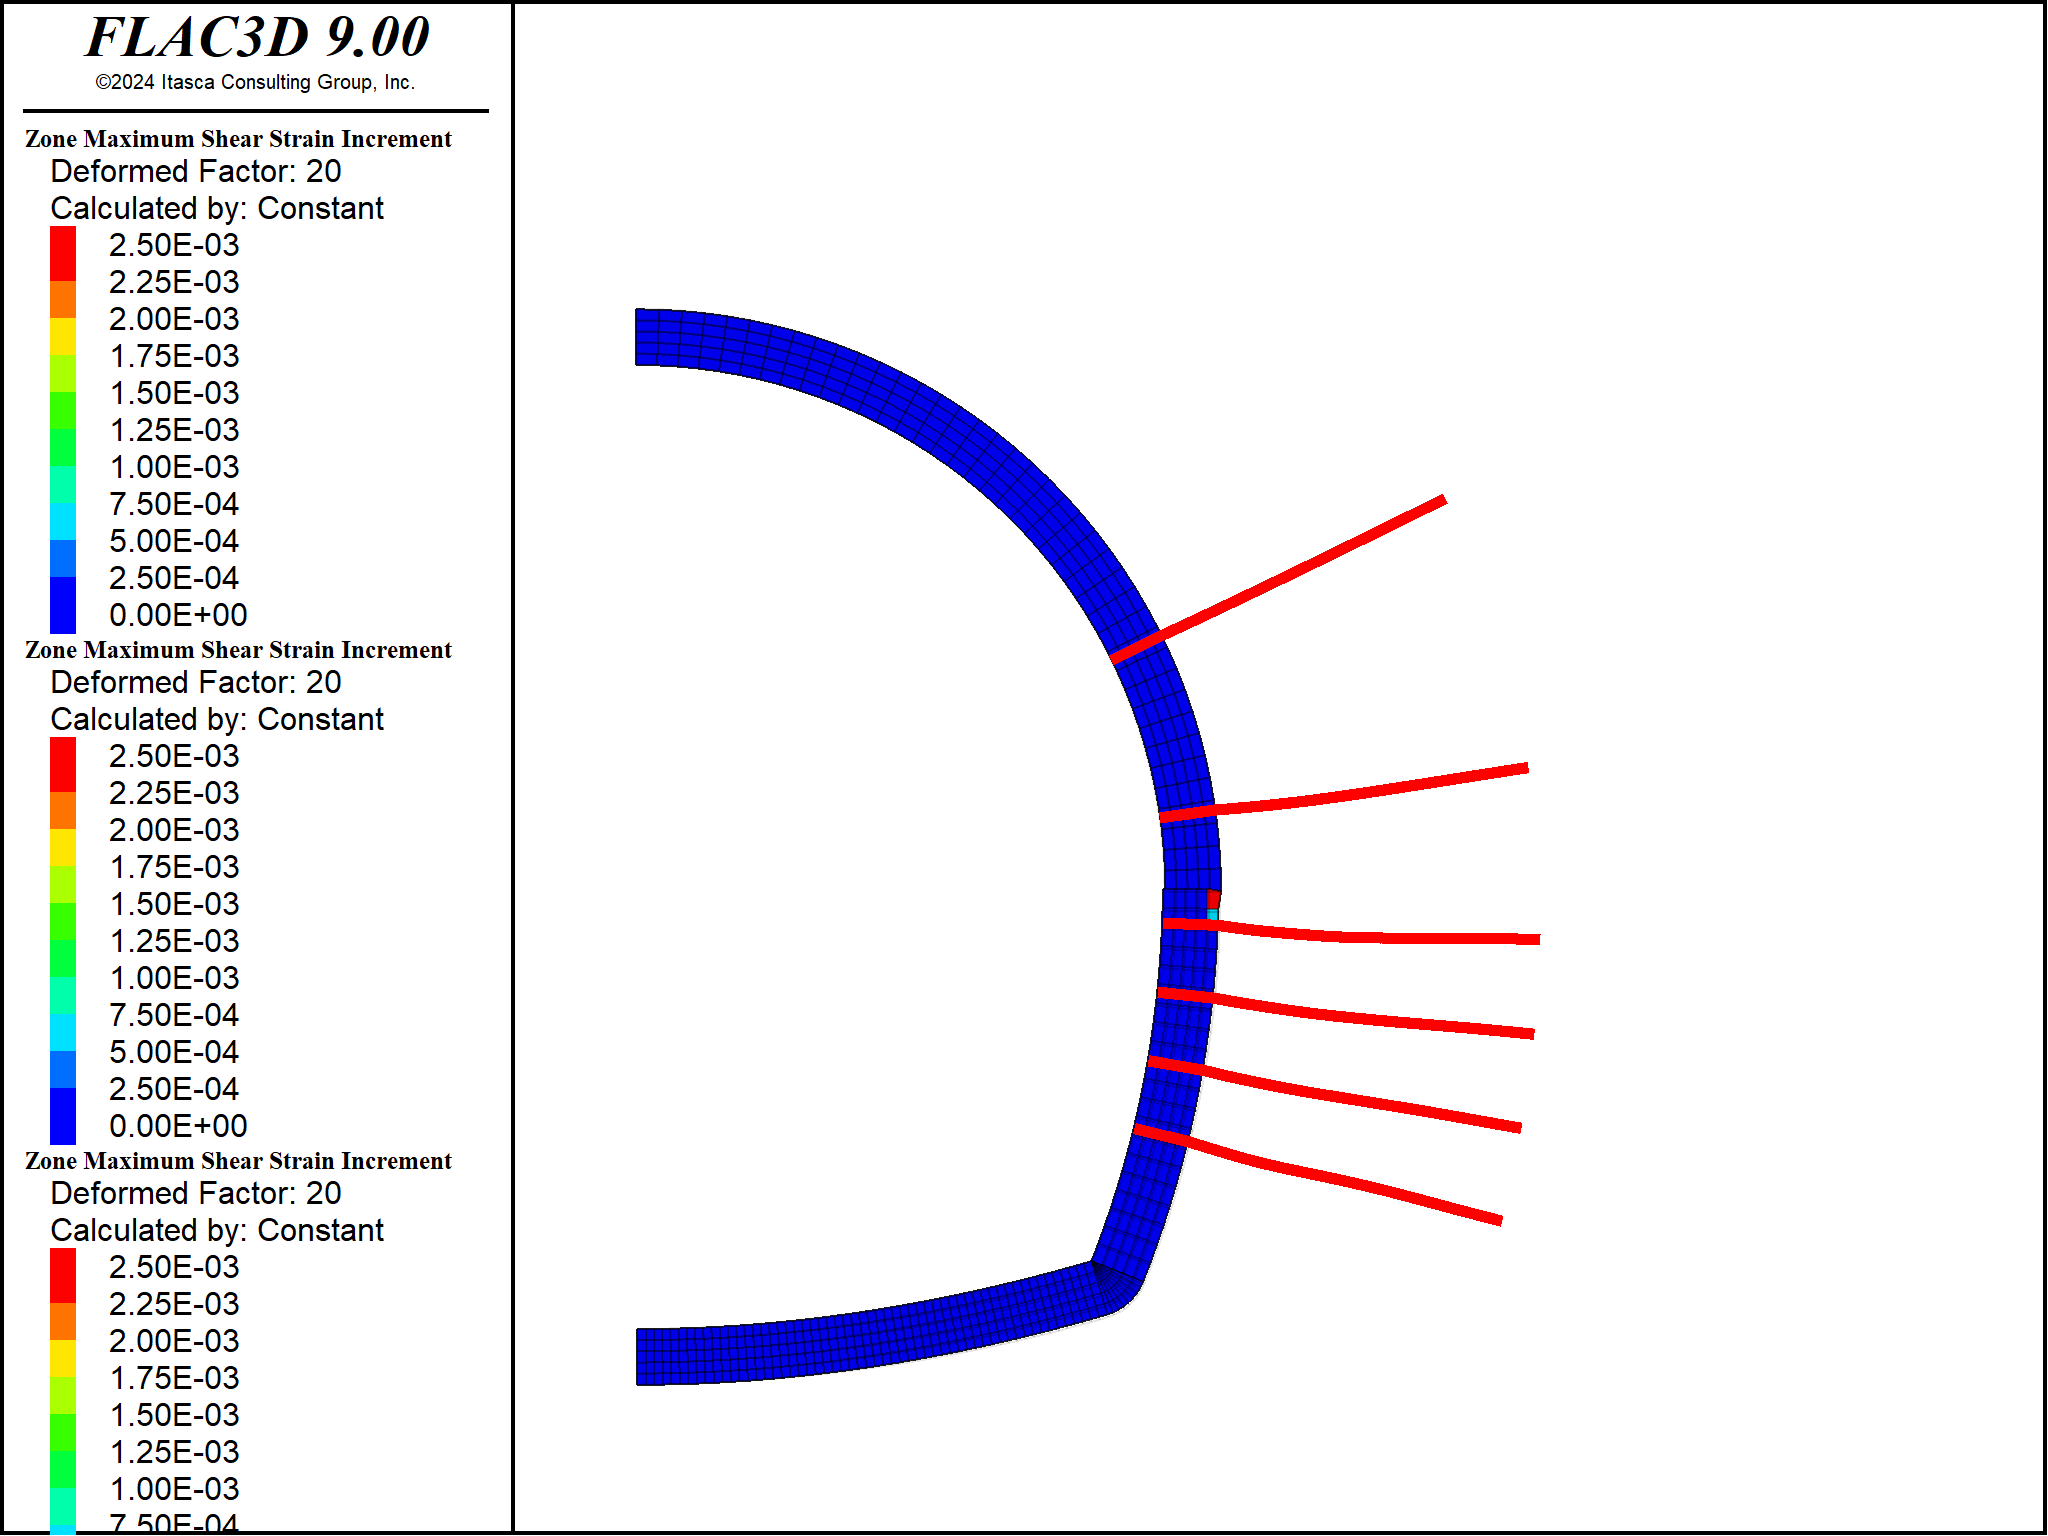 FLAC3D 9.00
©2024 Itasca Consulting Group, Inc.
Zone Maximum Shear Strain Increment
Deformed Factor: 20
Calculated by: Constant
2.50E-03
2.25E-03
2.00E-03
1.75E-03
1.50E-03
1.25E-03
1.00E-03
7.50E-04
5.00E-04
2.50E-04
0.00E+00
Zone Maximum Shear Strain Increment
Deformed Factor: 20
Calculated by: Constant
2.50E-03
2.25E-03
2.00E-03
1.75E-03
1.50E-03
1.25E-03
1.00E-03
7.50E-04
5.00E-04
2.50E-04
0.00E+00
Zone Maximum Shear Strain Increment
Deformed Factor: 20
Calculated by: Constant
2.50E-03
2.25E-03
2.00E-03
1.75E-03
1.50E-03
1.25E-03
1.00E-03
7.50E-04